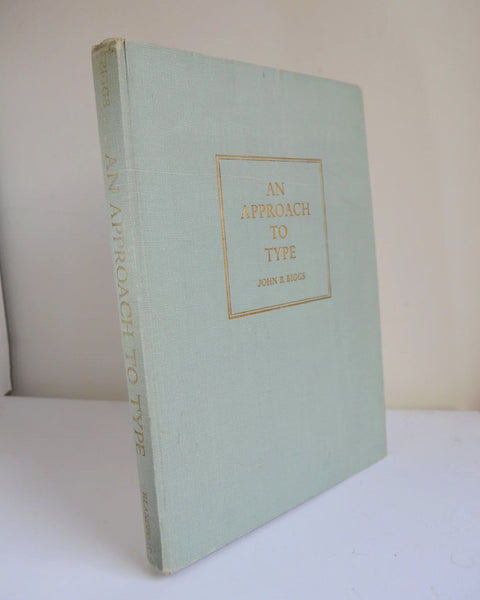 AN
APPROACH
TO
TYPE
JOHN R. BIGGS
BIGGS
AN APPROACH TO TYPE